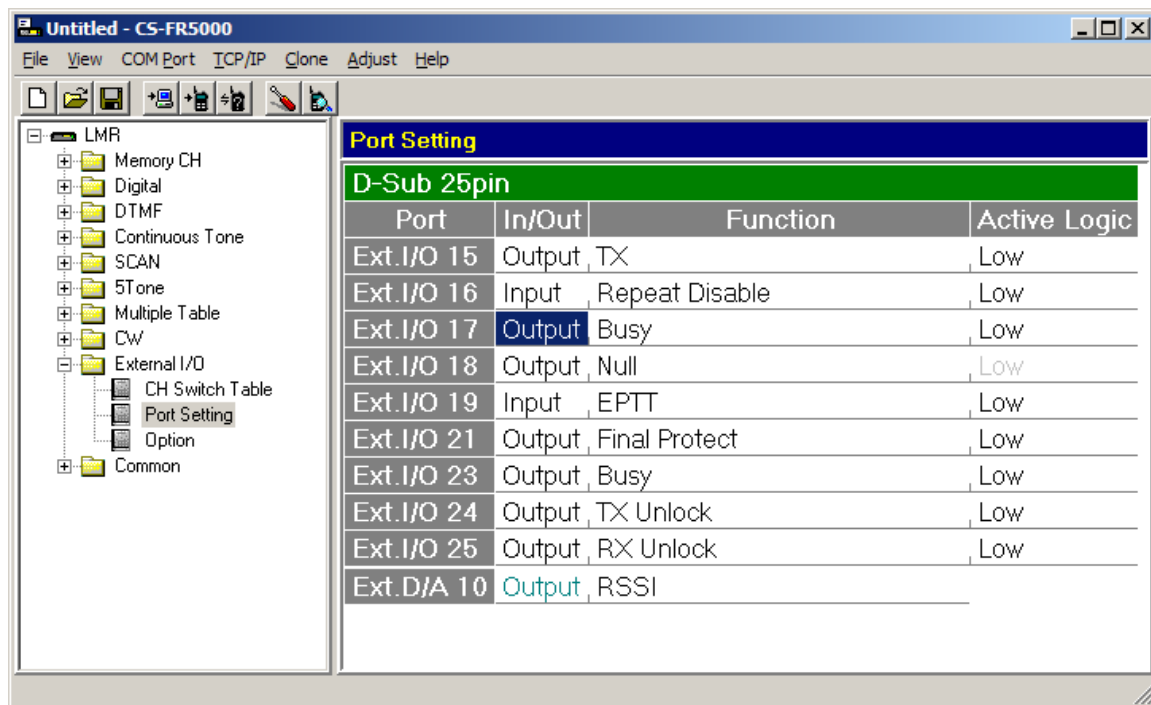 Untitled - CS-FR5000
File View COM Port TCP/IP Clone Adjust Help
LMR
Memory CH
Digital
DTMF
Continuous Tone
SCAN
5Tone
Multiple Table
CW
External I/O
CH Switch Table
Port Setting
Option
Common
Port Setting
D-Sub 25pin
Port In/Out Function Active Logic
Ext.I/O 15 Output TX Low
Ext.I/O 16 Input Repeat Disable Low
Ext.I/O 17 Output Busy Low
Ext.I/O 18 Output Null Low
Ext.I/O 19 Input EPTT Low
Ext.I/O 21 Output Final Protect Low
Ext.I/O 23 Output Busy Low
Ext.I/O 24 Output TX Unlock Low
Ext.I/O 25 Output RX Unlock Low
Ext.D/A 10 Output RSSI